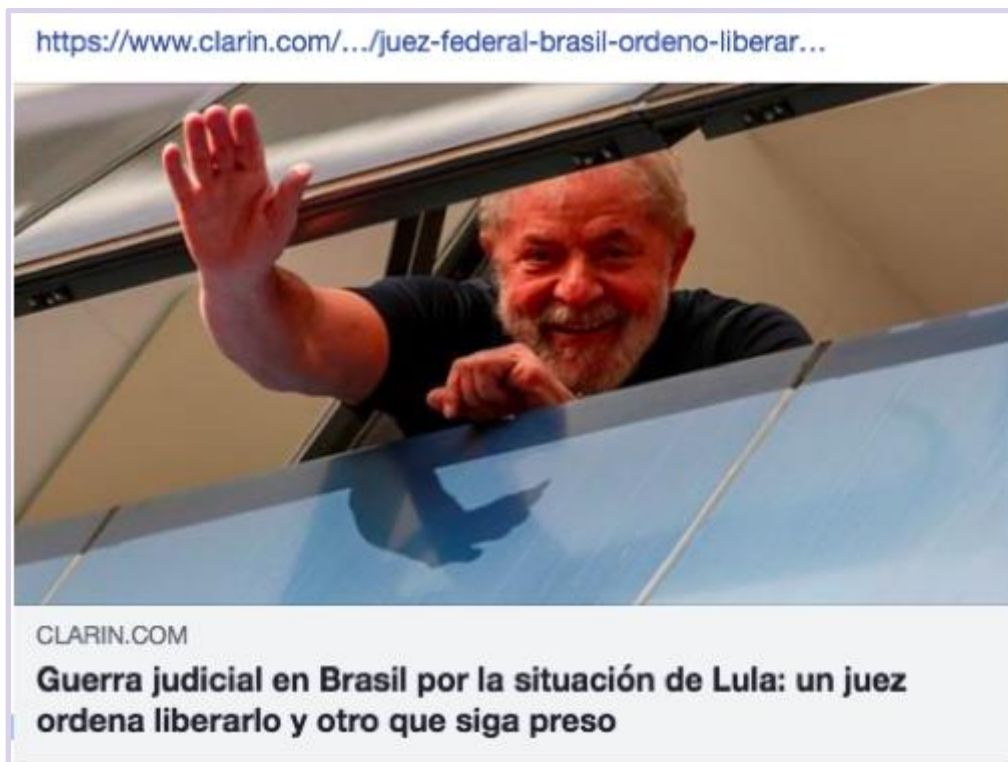 https://www.clarin.com/.../juez-federal-brasil-ordeno-liberar...
CLARIN.COM
Guerra judicial en Brasil por la situación de Lula: un juez
ordena liberarlo y otro que siga preso